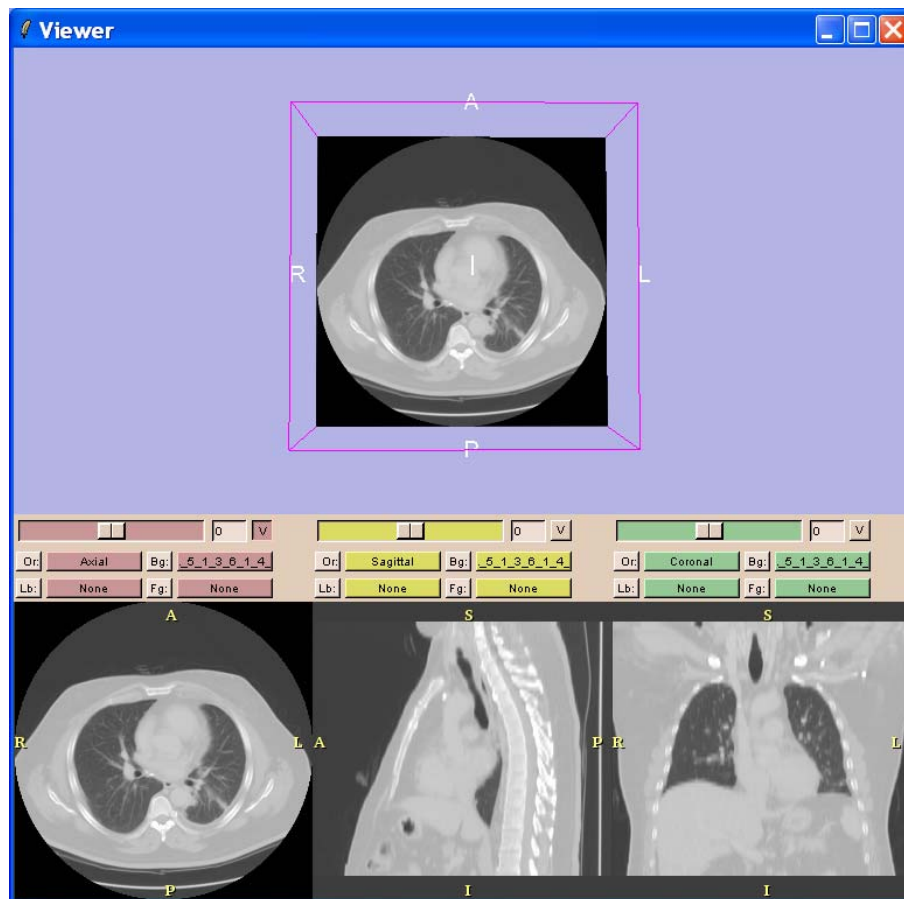 Viewer
A
R I L
P
0 V 0 V 0 V
Or: Axial Bg: _5_1_3_6_1_4_ Or: Sagittal Bg: _5_1_3_6_1_4_ Or: Coronal Bg: _5_1_3_6_1_4_
Lb: None Fg: None Lb: None Fg: None Lb: None Fg: None
A S S
R L A P R L
P I I